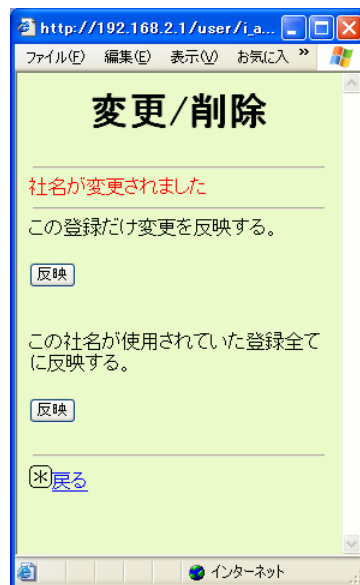 http://192.168.2.1/user/i_a...
ファイル(F) 編集(E) 表示(V) お気に入 »
変更/削除
社名が変更されました
この登録だけ変更を反映する。
反映
この社名が使用されていた登録全て
に反映する。
反映
*戻る
インターネット